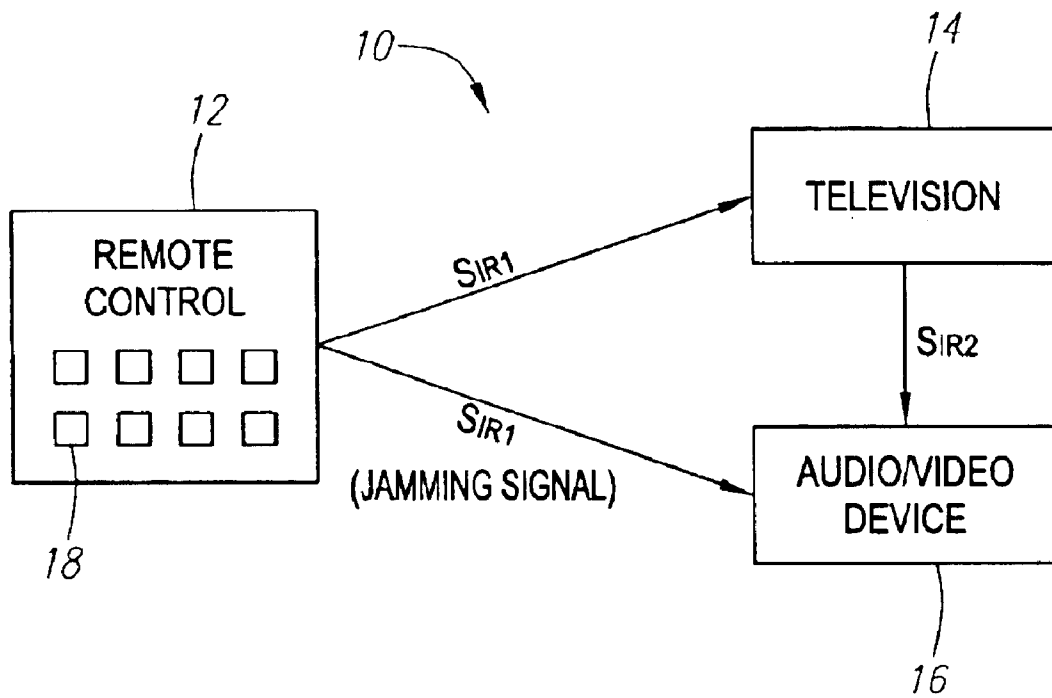 10
14
12
TELEVISION
REMOTE
CONTROL
SIR1
SIR2
SIR1
(JAMMING SIGNAL)
AUDIO/VIDEO
DEVICE
18
16